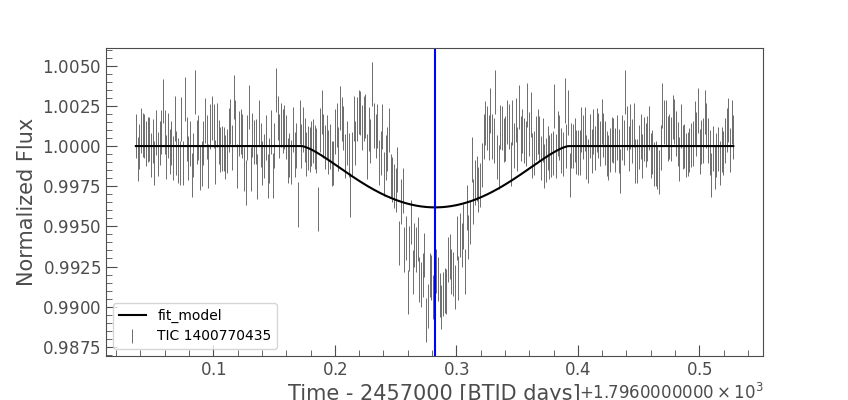 1.0050
1.0025
1.0000
0.9975
0.9950
0.9925
0.9900
0.9875
Normalized Flux
fit_model
TIC 1400770435
0.1 0.2 0.3 0.4 0.5
Time - 2457000 [BTJD days]
+1.7960000000 × 10³